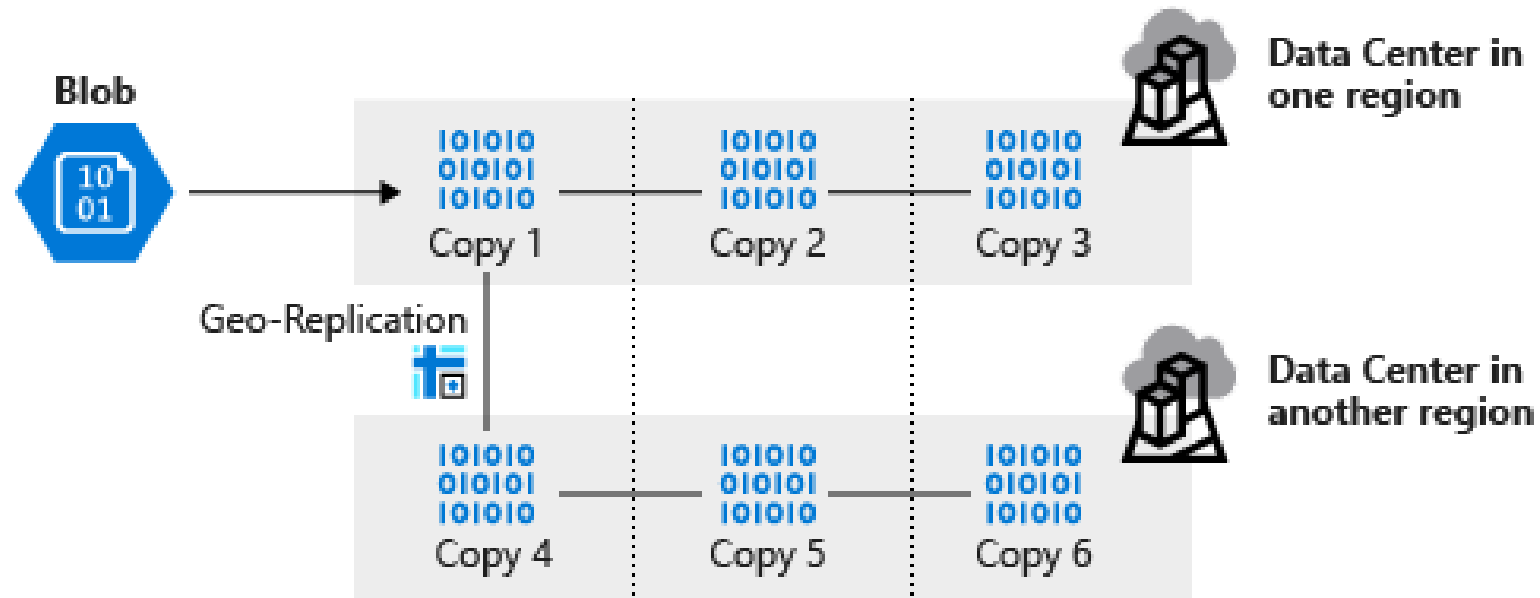 Blob
10
01
Data Center in
one region
101010
010101
101010
Copy 1
101010
010101
101010
Copy 2
101010
010101
101010
Copy 3
Geo-Replication
Data Center in
another region
101010
010101
101010
Copy 4
101010
010101
101010
Copy 5
101010
010101
101010
Copy 6